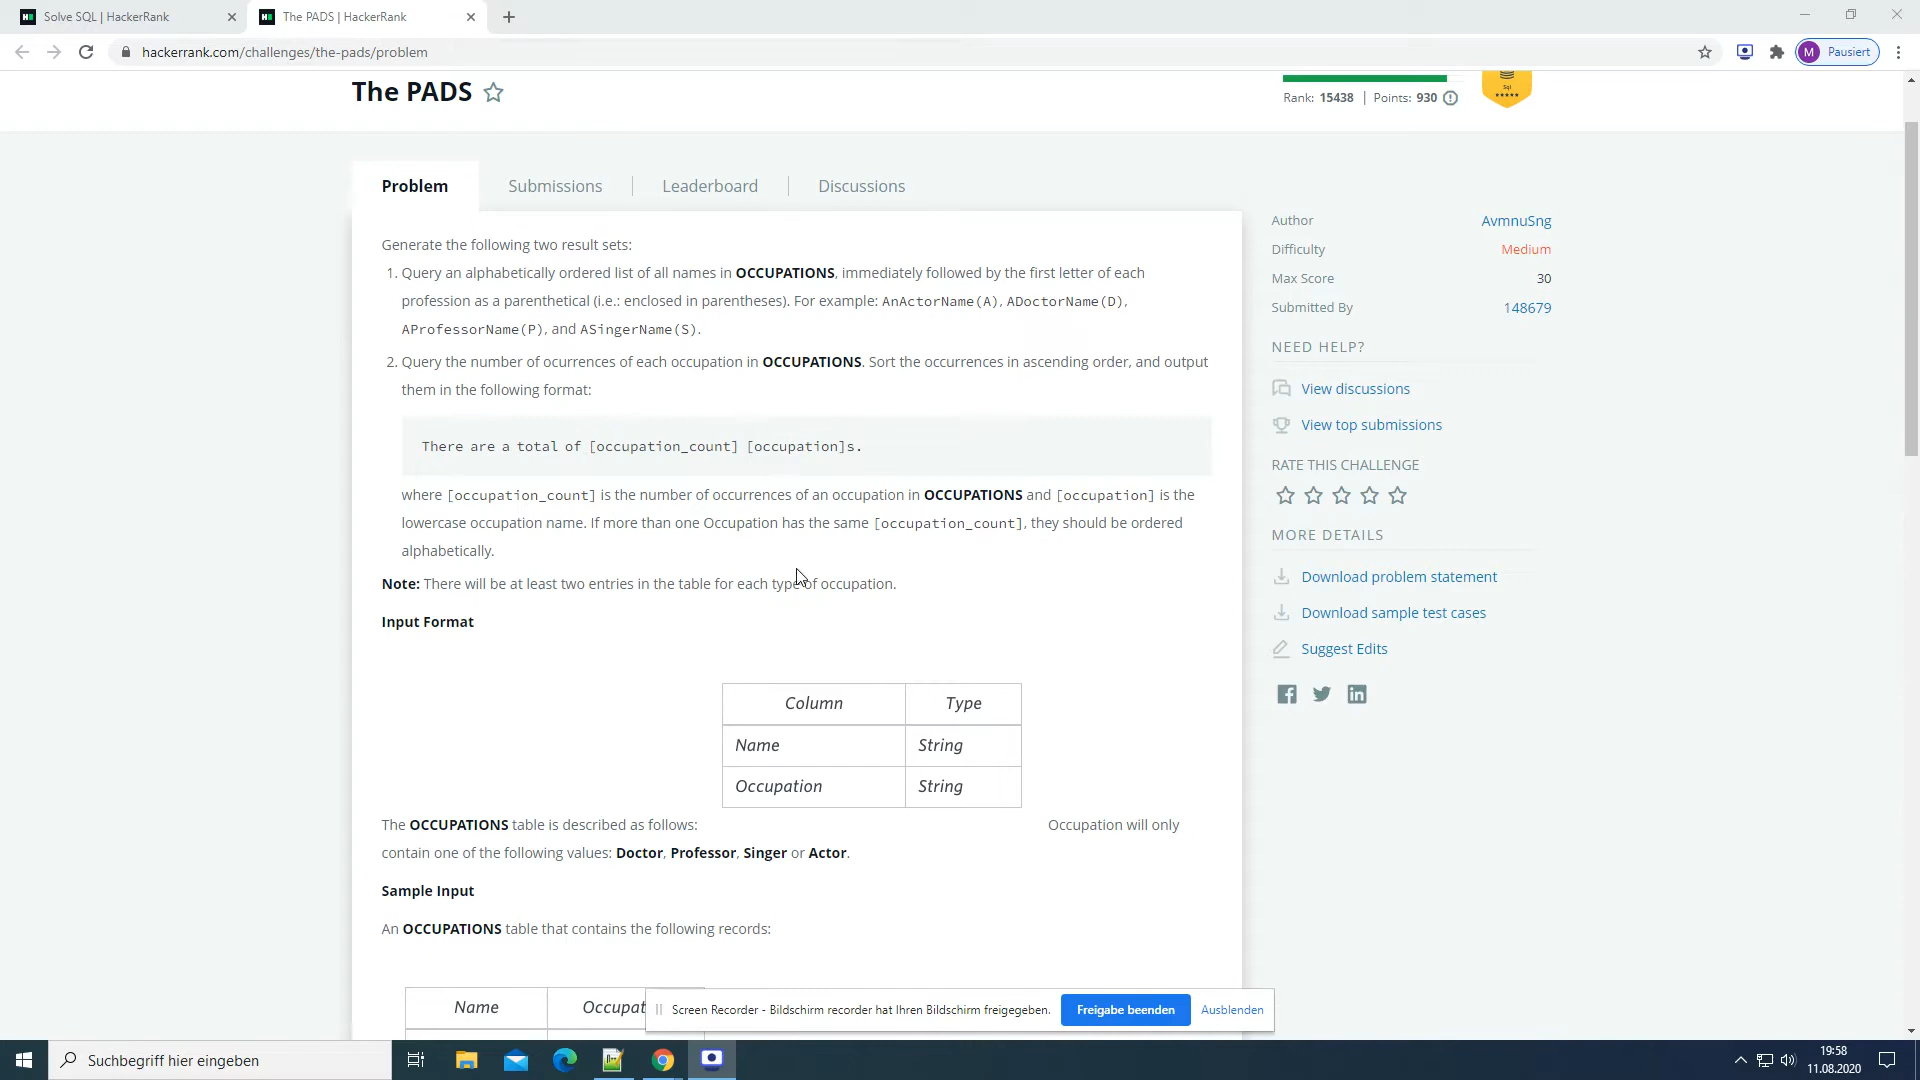 Solve SQL | HackerRank
The PADS | HackerRank
hackerrank.com/challenges/the-pads/problem
M Pausiert
The PADS
Rank: 15438 | Points: 930
Sql
Problem
Submissions
Leaderboard
Discussions
Generate the following two result sets:
1. Query an alphabetically ordered list of all names in OCCUPATIONS, immediately followed by the first letter of each
profession as a parenthetical (i.e.: enclosed in parentheses). For example: AnActorName(A), ADoctorName(D),
AProfessorName(P), and ASingerName(S).
2. Query the number of ocurrences of each occupation in OCCUPATIONS. Sort the occurrences in ascending order, and output
them in the following format:
There are a total of [occupation_count] [occupation]s.
where [occupation_count] is the number of occurrences of an occupation in OCCUPATIONS and [occupation] is the
lowercase occupation name. If more than one Occupation has the same [occupation_count], they should be ordered
alphabetically.
Note: There will be at least two entries in the table for each type of occupation.
Input Format
Column Type
Name String
Occupation String
The OCCUPATIONS table is described as follows: Occupation will only
contain one of the following values: Doctor, Professor, Singer or Actor.
Sample Input
An OCCUPATIONS table that contains the following records:
Name Occupat
Author AvmnuSng
Difficulty Medium
Max Score 30
Submitted By 148679
NEED HELP?
View discussions
View top submissions
RATE THIS CHALLENGE
MORE DETAILS
Download problem statement
Download sample test cases
Suggest Edits
Screen Recorder - Bildschirm recorder hat Ihren Bildschirm freigegeben. Freigabe beenden Ausblenden
Suchbegriff hier eingeben
19:58
11.08.2020